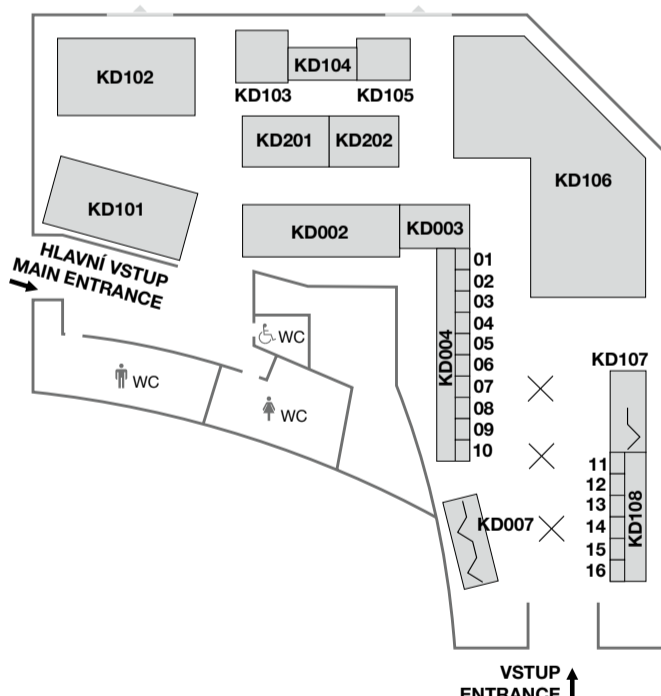 KD102
KD104
KD103
KD105
KD201
KD202
KD106
KD101
KD002
KD003
HLAVNÍ VSTUP
MAIN ENTRANCE
KD004
01
02
03
04
05
06
07
08
09
10
WC
WC
WC
KD107
11
12
13
14
15
16
KD108
KD007
VSTUP
ENTRANCE